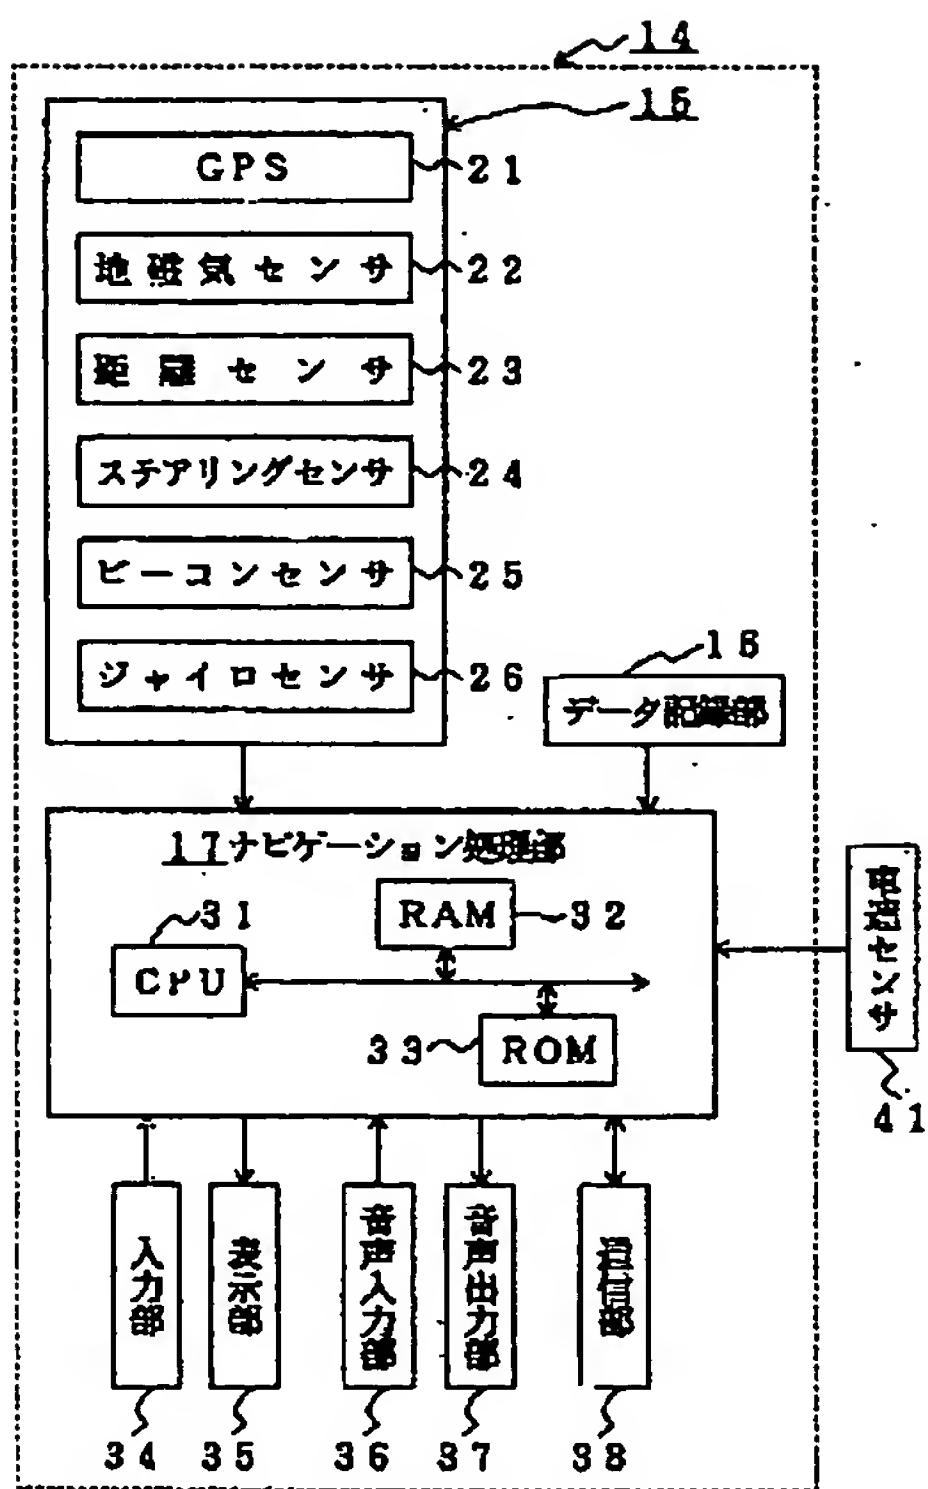 14
15
GPS 21
地磁気センサ 22
距離センサ 23
ステアリングセンサ 24
ビーコンセンサ 25
ジャイロセンサ 26
16
データ記録部
17ナビゲーション処理部
31
RAM 32
CPU
33 ROM
車速センサ
41
入力部
表示部
音声入力部
音声出力部
通信部
34 35 36 37 38